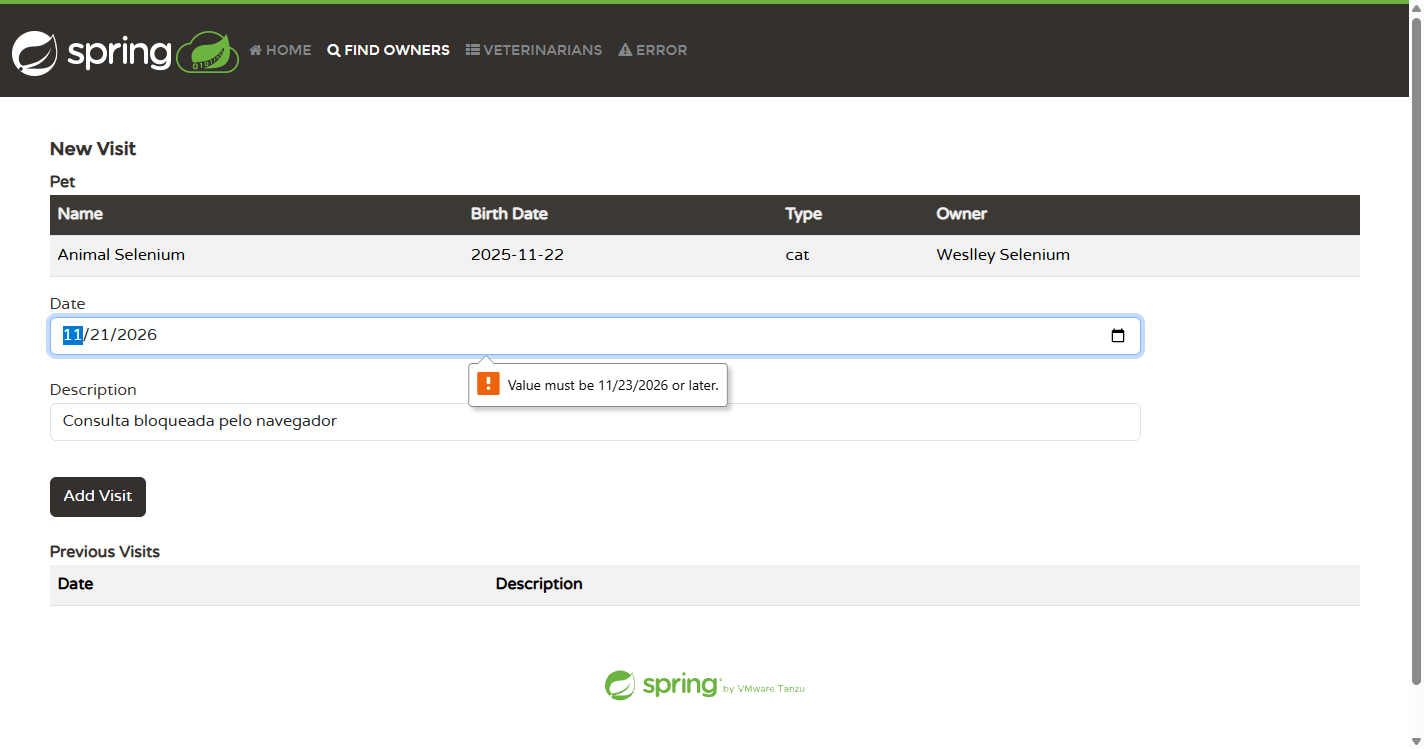 spring HOME FIND OWNERS VETERINARIANS ERROR
New Visit
Pet
Name Birth Date Type Owner
Animal Selenium 2025-11-22 cat Weslley Selenium
Date
11/21/2026
! Value must be 11/23/2026 or later.
Description
Consulta bloqueada pelo navegador
Add Visit
Previous Visits
Date Description
spring by VMware Tanzu